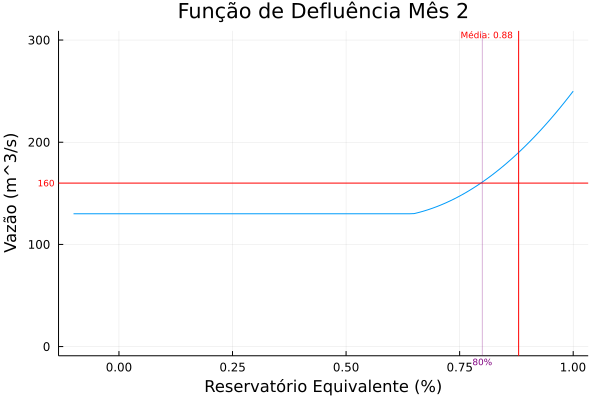 Função de Defluência Mês 2
Média: 0.88
300
200
160
100
0
Vazão (m^3/s)
0.00
0.25
0.50
0.75
80%
1.00
Reservatório Equivalente (%)